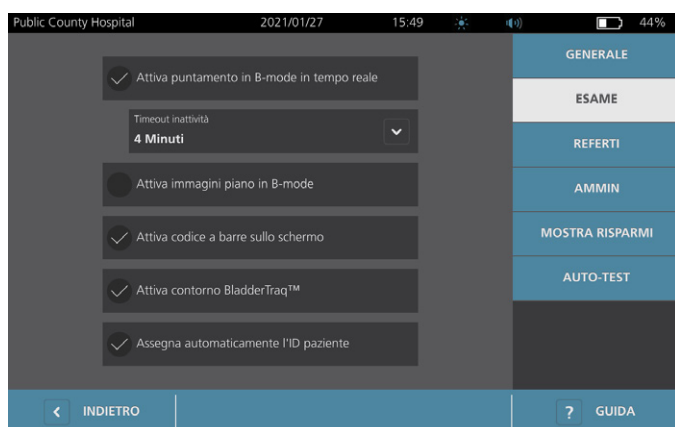 Public County Hospital 2021/01/27 15:49 44%
Attiva puntamento in B-mode in tempo reale
Timeout inattività
4 Minuti
Attiva immagini piano in B-mode
Attiva codice a barre sullo schermo
Attiva contorno BladderTraq™
Assegna automaticamente l'ID paziente
GENERALE
ESAME
REFERTI
AMMIN
MOSTRA RISPARMI
AUTO-TEST
< INDIETRO
? GUIDA